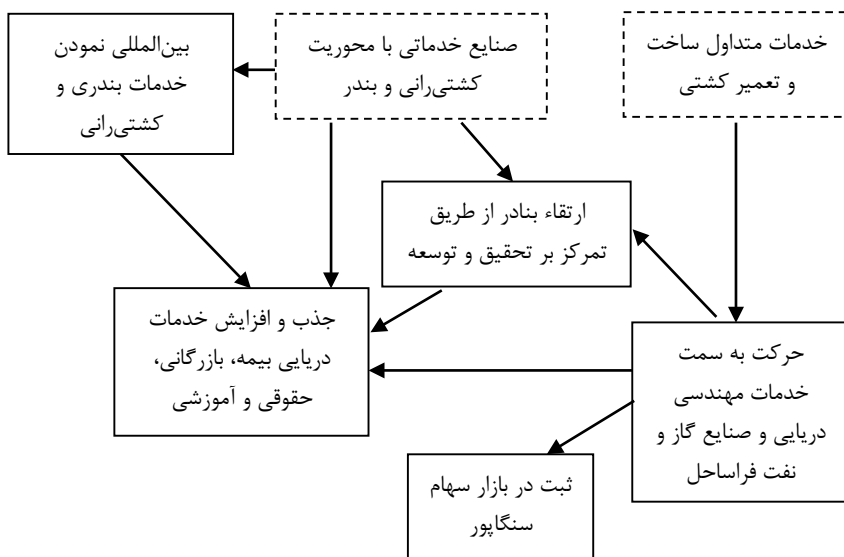 خدمات متداول ساخت
و تعمیر کشتی
صنایع خدماتی با محوریت
کشتی‌رانی و بندر
بین‌المللی نمودن
خدمات بندری و
کشتی‌رانی
ارتقاء بنادر از طریق
تمرکز بر تحقیق و توسعه
جذب و افزایش خدمات
دریایی بیمه، بازرگانی،
حقوقی و آموزشی
حرکت به سمت
خدمات مهندسی
دریایی و صنایع گاز و
نفت فراساحل
ثبت در بازار سهام
سنگاپور